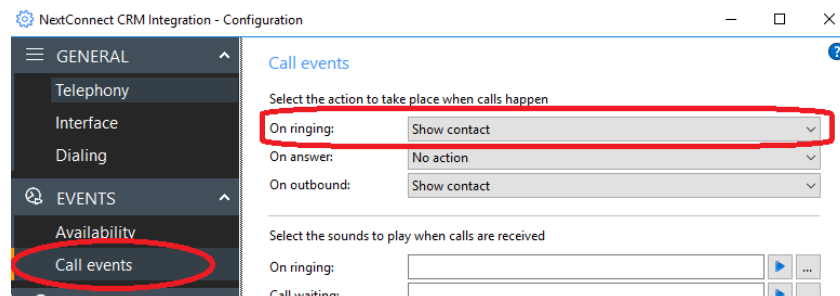 NextConnect CRM Integration - Configuration
GENERAL
Telephony
Interface
Dialing
EVENTS
Availability
Call events
?
Call events
Select the action to take place when calls happen
On ringing: Show contact
On answer: No action
On outbound: Show contact
Select the sounds to play when calls are received
On ringing: ...
Call waiting: